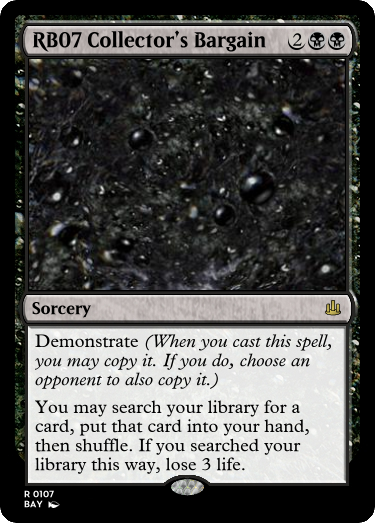 RB07 Collector's Bargain 2
Sorcery
Demonstrate (When you cast this spell,
you may copy it. If you do, choose an
opponent to also copy it.)
You may search your library for a
card, put that card into your hand,
then shuffle. If you searched your
library this way, lose 3 life.
R 0107
BAY